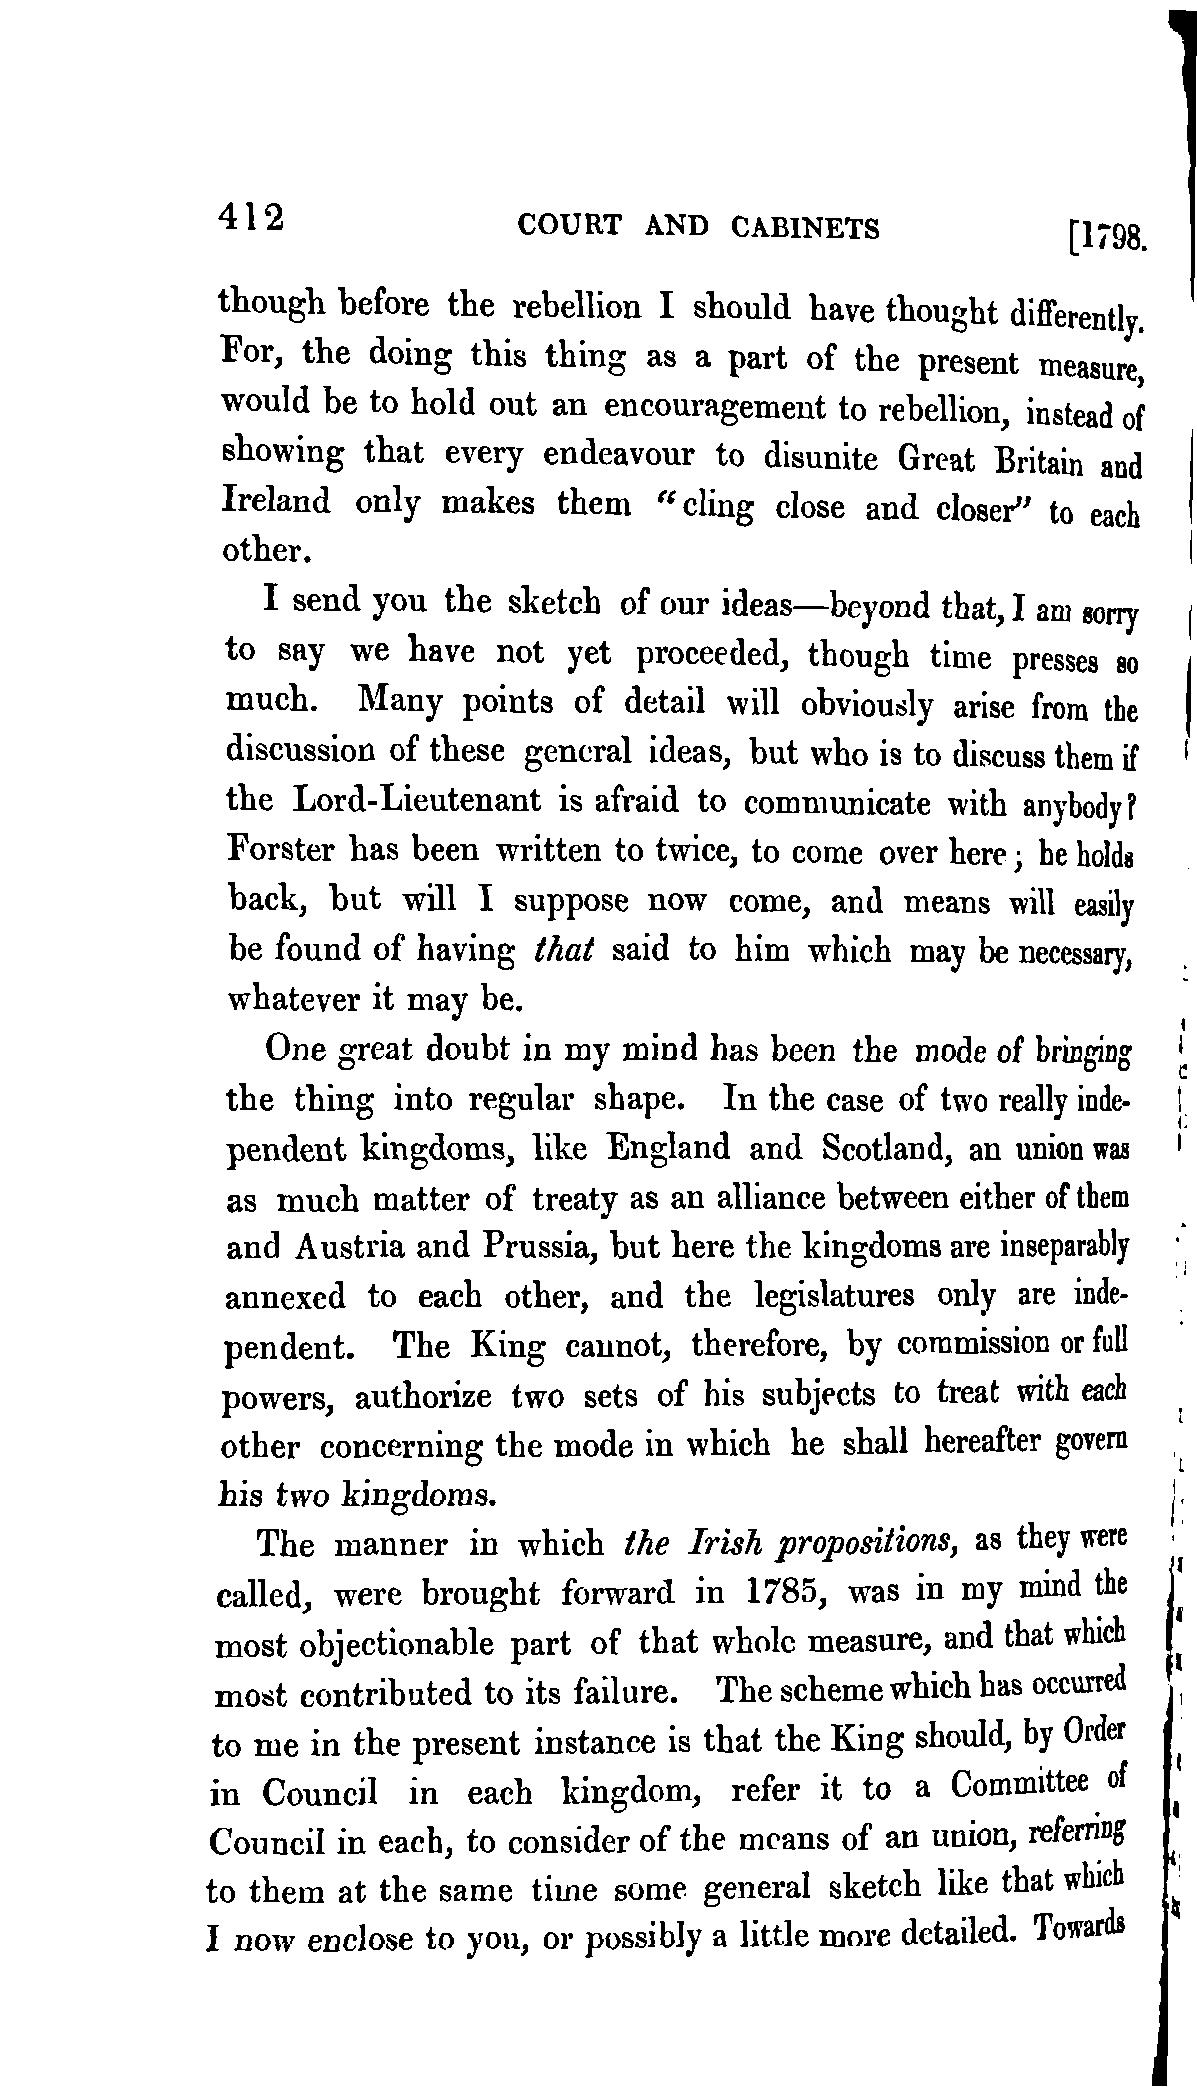 412 COURT AND CABINETS [1798.
though before the rebellion I should have thought differently.
For, the doing this thing as a part of the present measure,
would be to hold out an encouragement to rebellion, instead of
showing that every endeavour to disunite Great Britain and
Ireland only makes them "cling close and closer" to each
other.
I send you the sketch of our ideas—beyond that, I am sorry
to say we have not yet proceeded, though time presses so
much. Many points of detail will obviously arise from the
discussion of these general ideas, but who is to discuss them if
the Lord-Lieutenant is afraid to communicate with anybody?
Forster has been written to twice, to come over here; he holds
back, but will I suppose now come, and means will easily
be found of having that said to him which may be necessary,
whatever it may be.
One great doubt in my mind has been the mode of bringing
the thing into regular shape. In the case of two really inde-
pendent kingdoms, like England and Scotland, an union was
as much matter of treaty as an alliance between either of them
and Austria and Prussia, but here the kingdoms are inseparably
annexed to each other, and the legislatures only are inde-
pendent. The King cannot, therefore, by commission or full
powers, authorize two sets of his subjects to treat with each
other concerning the mode in which he shall hereafter govern
his two kingdoms.
The manner in which the Irish propositions, as they were
called, were brought forward in 1785, was in my mind the
most objectionable part of that whole measure, and that which
most contributed to its failure. The scheme which has occurred
to me in the present instance is that the King should, by Order
in Council in each kingdom, refer it to a Committee of
Council in each, to consider of the means of an union, referring
to them at the same time some general sketch like that which
I now enclose to you, or possibly a little more detailed. Towards